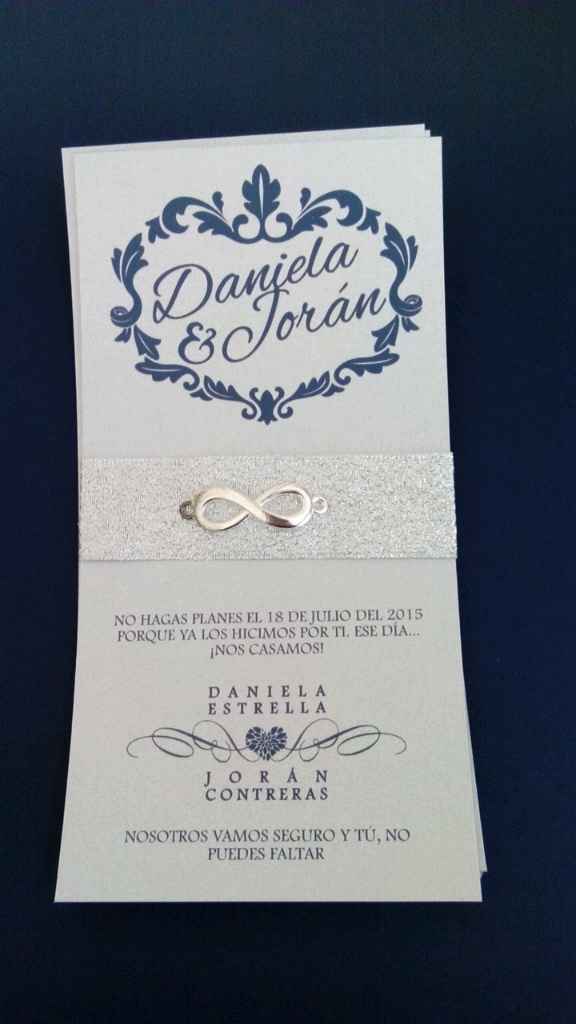 Daniela
& Jorán
NO HAGAS PLANES EL 18 DE JULIO DEL 2015
PORQUE YA LOS HICIMOS POR TI. ESE DÍA...
¡NOS CASAMOS!
DANIELA
ESTRELLA
JORÁN
CONTRERAS
NOSOTROS VAMOS SEGURO Y TÚ, NO
PUEDES FALTAR